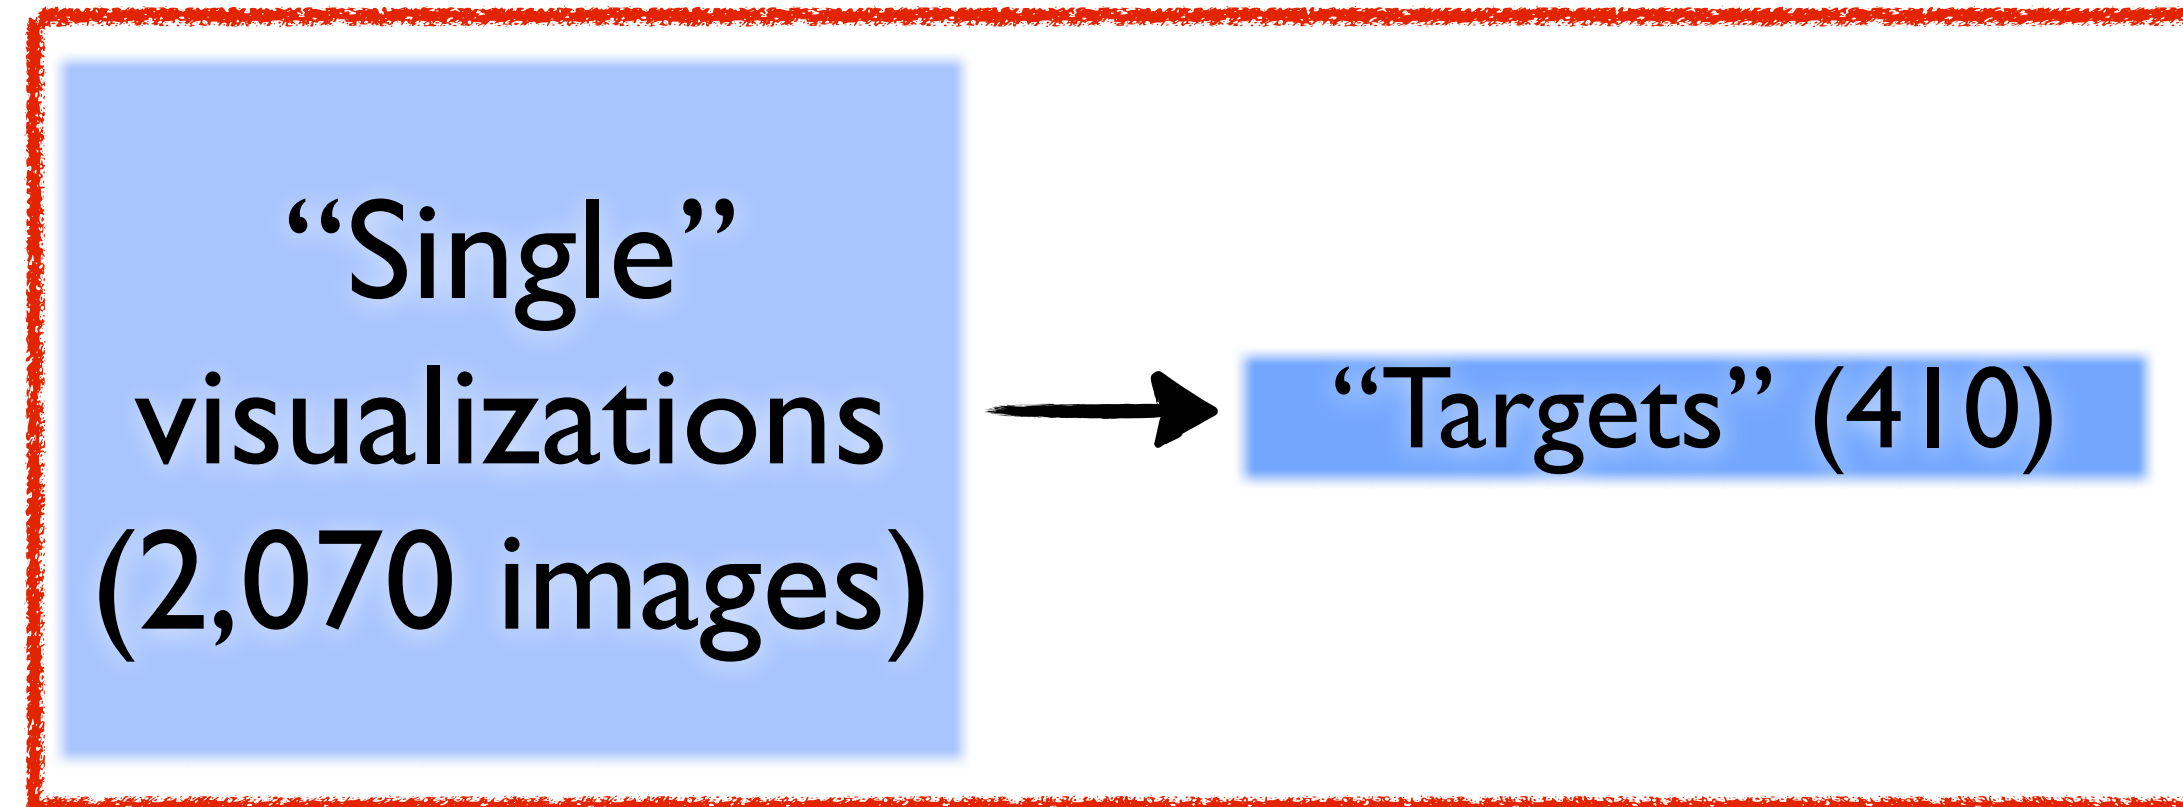 “Single”
visualizations
(2,070 images)
“Targets” (410)